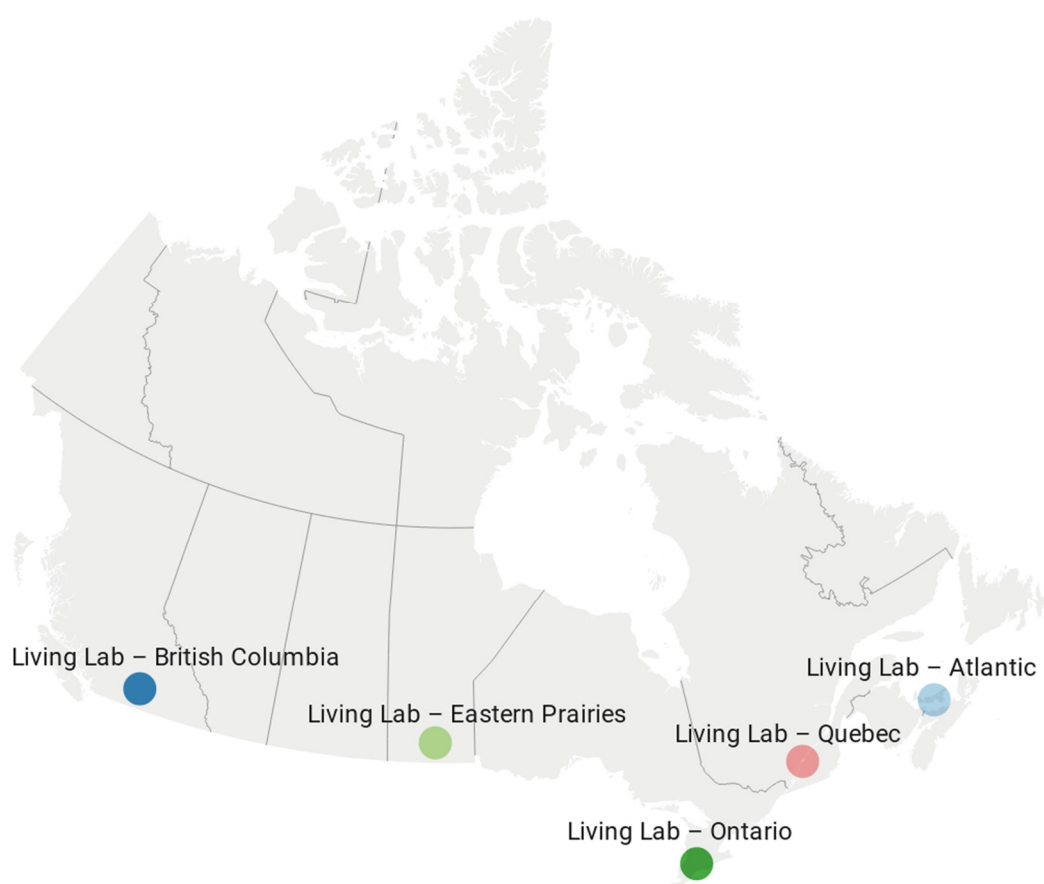 Living Lab – British Columbia
Living Lab – Atlantic
Living Lab – Eastern Prairies
Living Lab – Quebec
Living Lab – Ontario